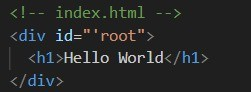 <!-- index.html -->
<div id="'root">
<h1>Hello World</h1>
</div>